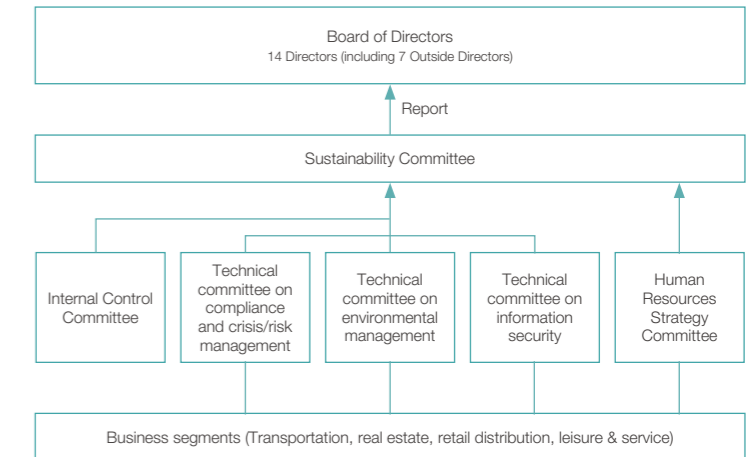 Board of Directors
14 Directors (including 7 Outside Directors)
Report
Sustainability Committee
Internal Control
Committee
Technical
committee on
compliance
and crisis/risk
management
Technical
committee on
environmental
management
Technical
committee on
information
security
Human
Resources
Strategy
Committee
Business segments (Transportation, real estate, retail distribution, leisure & service)